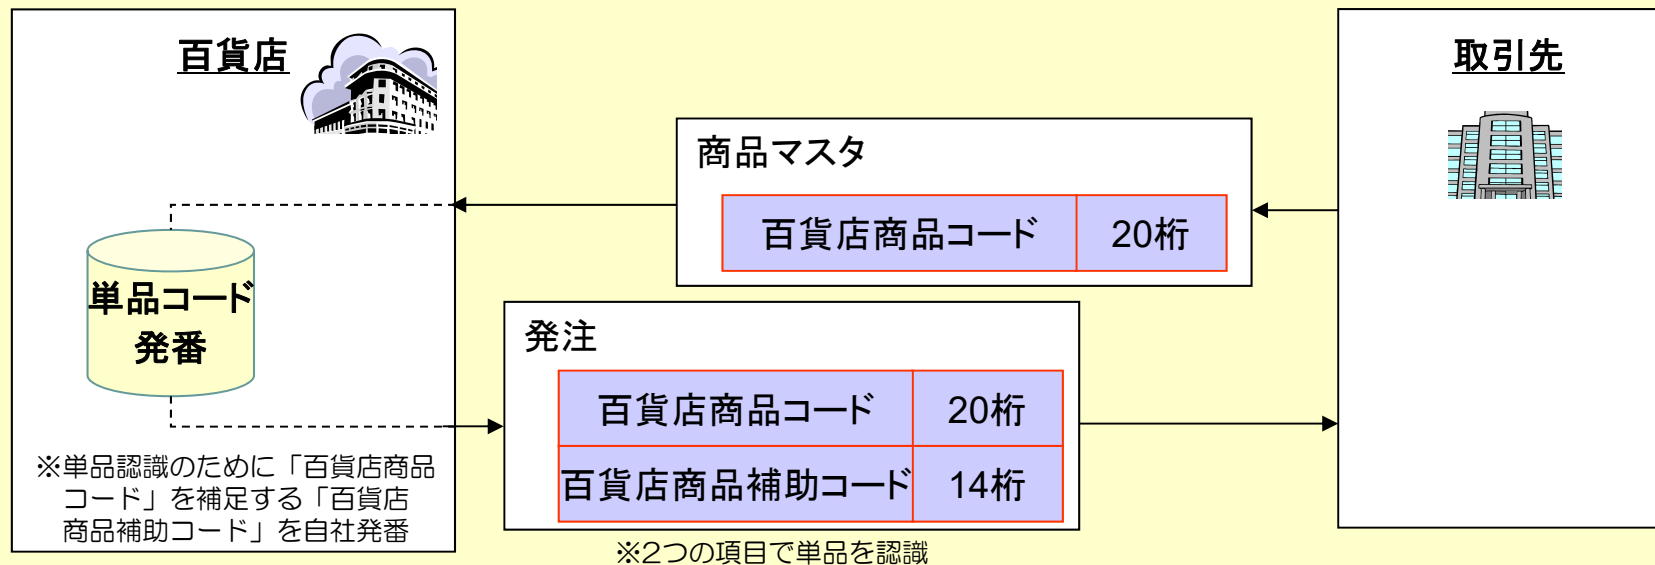 百貨店
取引先
商品マスタ
百貨店商品コード 20桁
単品コード
発番
発注
百貨店商品コード 20桁
百貨店商品補助コード 14桁
※単品認識のために「百貨店商品
コード」を補足する「百貨店
商品補助コード」を自社発番
※2つの項目で単品を認識